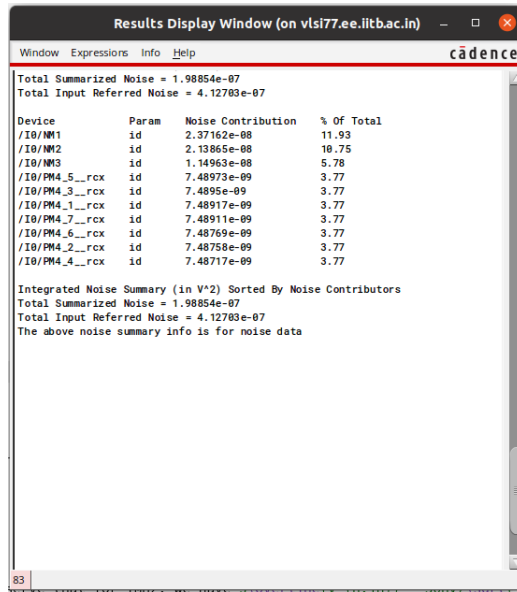 Results Display Window (on vlsi77.ee.iitb.ac.in)
Window Expressions Info Help cādence
Total Summarized Noise = 1.98854e-07
Total Input Referred Noise = 4.12703e-07
Device Param Noise Contribution % Of Total
/I0/NM1 id 2.37162e-08 11.93
/I0/NM2 id 2.13865e-08 10.75
/I0/NM3 id 1.14963e-08 5.78
/I0/PM4_5__rcx id 7.48973e-09 3.77
/I0/PM4_3__rcx id 7.4895e-09 3.77
/I0/PM4_1__rcx id 7.48917e-09 3.77
/I0/PM4_7__rcx id 7.48911e-09 3.77
/I0/PM4_6__rcx id 7.48769e-09 3.77
/I0/PM4_2__rcx id 7.48758e-09 3.77
/I0/PM4_4__rcx id 7.48717e-09 3.77
Integrated Noise Summary (in V^2) Sorted By Noise Contributors
Total Summarized Noise = 1.98854e-07
Total Input Referred Noise = 4.12703e-07
The above noise summary info is for noise data
83